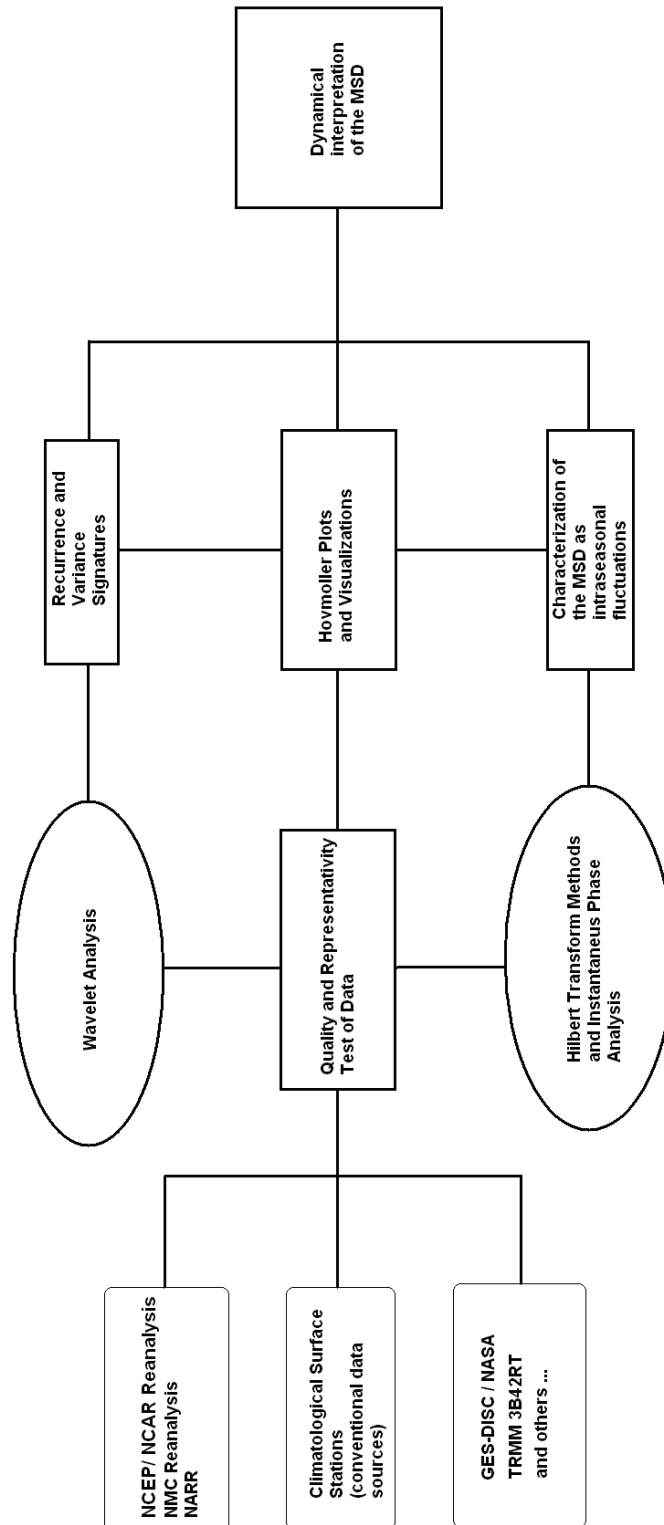 NCEP/ NCAR Reanalysis
NMC Reanalysis
NARR
Climatological Surface
Stations
(conventional data
sources)
GES-DISC / NASA
TRMM 3B42RT
and others ...
Wavelet Analysis
Quality and Representativity
Test of Data
Hilbert Transform Methods
and Instantaneus Phase
Analysis
Recurrence and
Variance
Signatures
Hovmoller Plots
and Visualizations
Characterization of
the MSD as
intraseasonal
fluctuations
Dynamical
interpretation
of the MSD